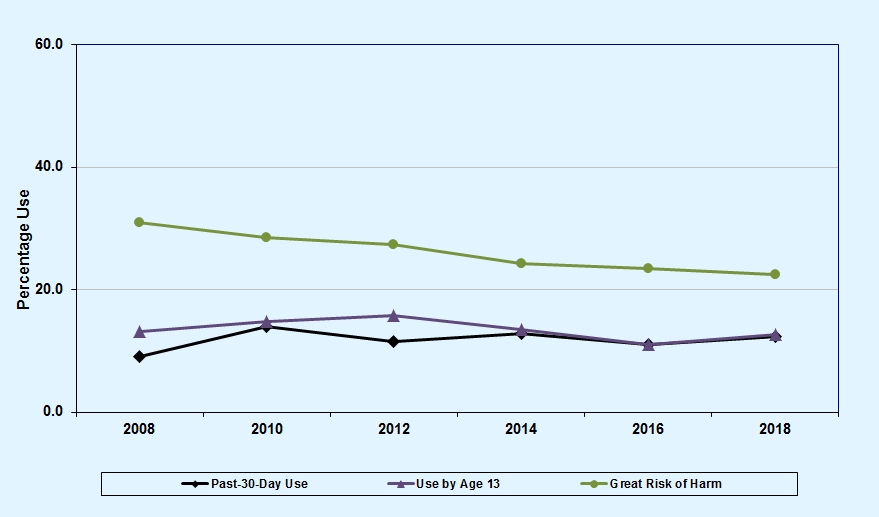 60.0
40.0
20.0
0.0
Percentage Use
2008 2010 2012 2014 2016 2018
Past-30-Day Use Use by Age 13 Great Risk of Harm